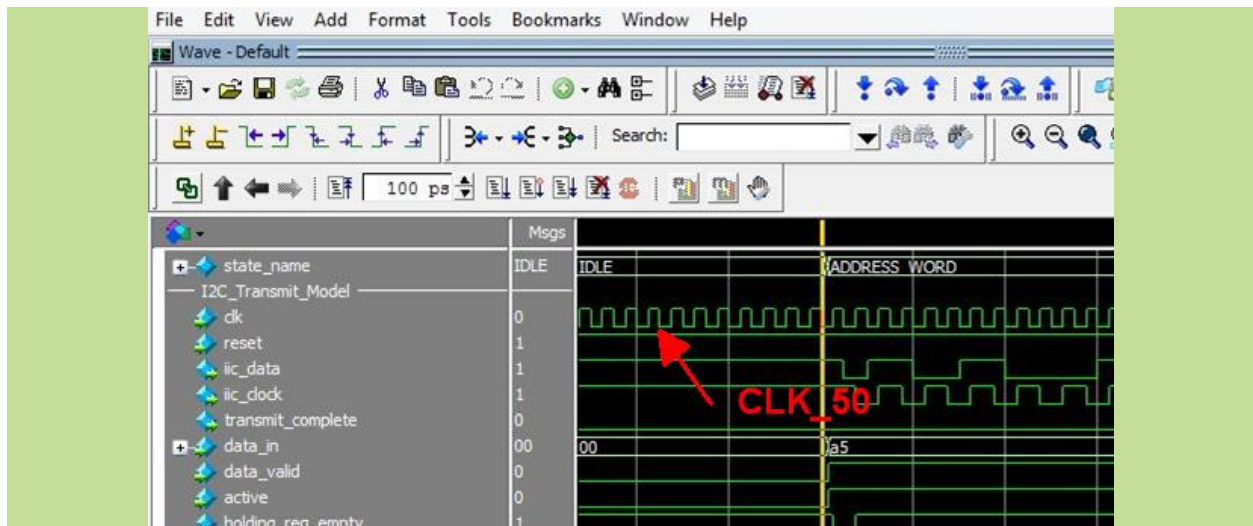 File Edit View Add Format Tools Bookmarks Window Help
Wave - Default
Search:
100 ps
Msgs
state_name IDLE IDLE ADDRESS WORD
I2C_Transmit_Model
clk 0
reset 1
iic_data 1
iic_clock 1
CLK_50
transmit_complete 0
data_in 00 00 a5
data_valid 0
active 0
holding_reg_empty 1